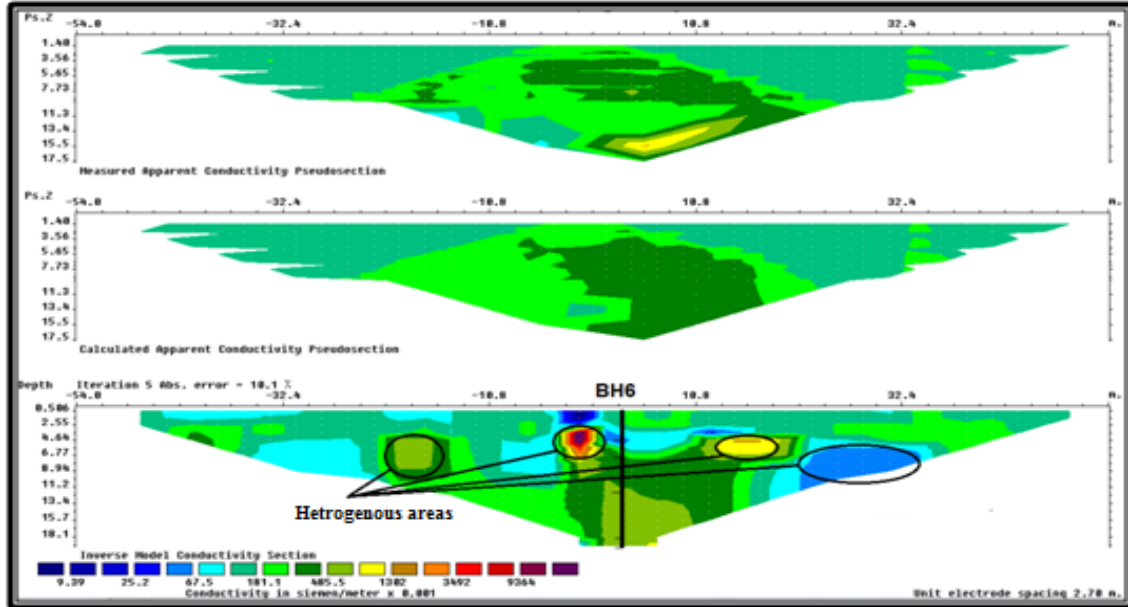 Ps.Z -54.0 -32.4 -10.8 10.8 32.4 m.
1.40
3.56
5.65
7.73
11.3
13.4
15.5
17.5
Measured Apparent Conductivity Pseudosection
Ps.Z -54.0 -32.4 -10.8 10.8 32.4 m.
1.40
3.56
5.65
7.73
11.3
13.4
15.5
17.5
Calculated Apparent Conductivity Pseudosection
Depth Iteration 5 Abs. error = 10.1 %
BH6
-54.0 -32.4 -10.8 10.8 32.4 m.
0.506
2.55
4.64
6.77
8.94
11.2
13.4
15.7
18.1
Hetrogenous areas
Inverse Model Conductivity Section
9.39 25.2 67.5 181.1 485.5 1302 3492 9364
Conductivity in siemen/meter x 0.001
Unit electrode spacing 2.70 m.